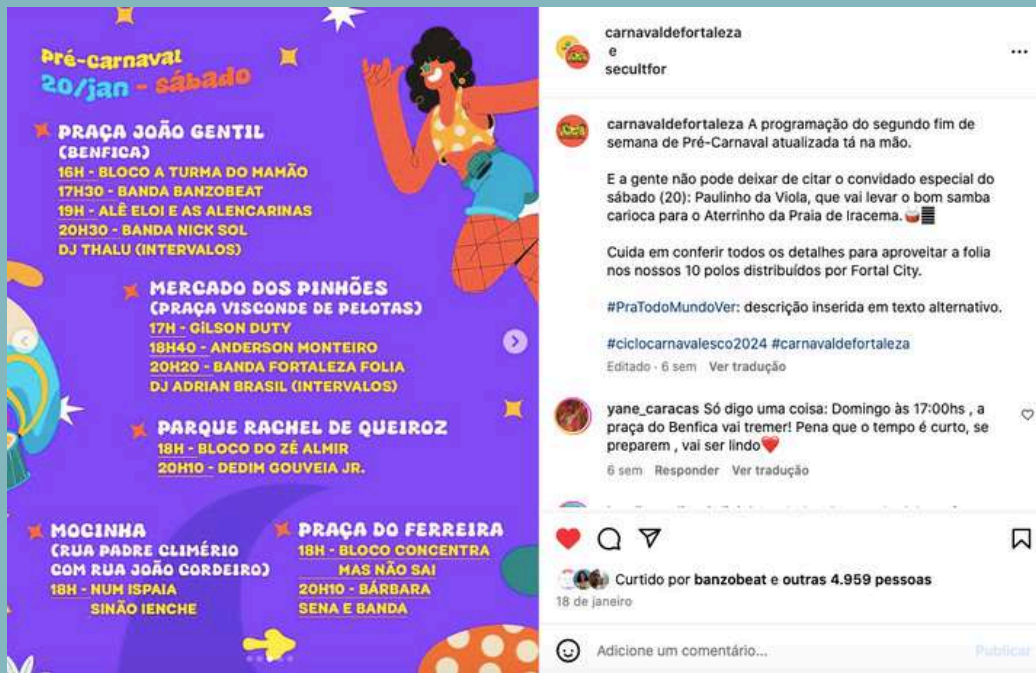 Pré-carnaval
20/jan - sábado
PRAÇA JOÃO GENTIL
(BENFICA)
16H - BLOCO A TURMA DO MAMÃO
17H30 - BANDA BANZOBEAT
19H - ALÊ ELOI E AS ALENCARINAS
20H30 - BANDA NICK SOL
DJ THALU (INTERVALOS)
MERCADO DOS PINHÕES
(PRAÇA VISCONDE DE PELOTAS)
17H - GILSON DUTY
18H40 - ANDERSON MONTEIRO
20H20 - BANDA FORTALEZA FOLIA
DJ ADRIAN BRASIL (INTERVALOS)
PARQUE RACHEL DE QUEIROZ
18H - BLOCO DO ZÉ ALMIR
20H10 - DEDIM GOUVEIA JR.
MOCINHA
(RUA PADRE CLIMÉRIO
COM RUA JOÃO CORDEIRO)
18H - NUM ISPAIA
SINÃO IENCHE
PRAÇA DO FERREIRA
18H - BLOCO CONCENTRA
MAS NÃO SAI
20H10 - BÁRBARA
SENA E BANDA
carnavaldefortaleza
e
secultfor
carnavaldefortaleza A programação do segundo fim de
semana de Pré-Carnaval atualizada tá na mão.
E a gente não pode deixar de citar o convidado especial do
sábado (20): Paulinho da Viola, que vai levar o bom samba
carioca para o Aterrinho da Praia de Iracema.
Cuida em conferir todos os detalhes para aproveitar a folia
nos nossos 10 polos distribuídos por Fortal City.
#PraTodoMundoVer: descrição inserida em texto alternativo.
#ciclocarnavalesco2024 #carnavaldefortaleza
Editado · 6 sem Ver tradução
yane_caracas Só digo uma coisa: Domingo às 17:00hs , a
praça do Benfica vai tremer! Pena que o tempo é curto, se
preparem , vai ser lindo❤️
6 sem Responder Ver tradução
Curtido por banzobeat e outras 4.959 pessoas
18 de janeiro
Adicione um comentário...
Publicar